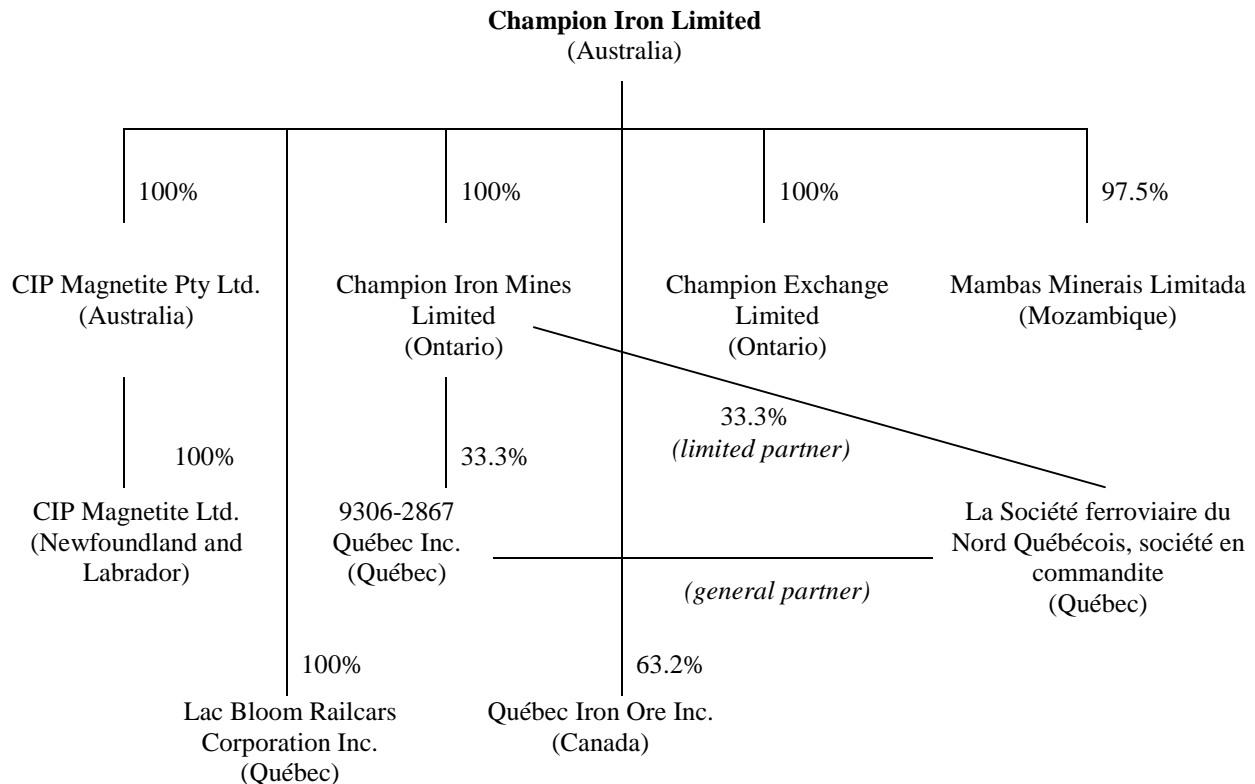 Champion Iron Limited
(Australia)
100%
100%
100%
97.5%
CIP Magnetite Pty Ltd.
(Australia)
Champion Iron Mines
Limited
(Ontario)
Champion Exchange
Limited
(Ontario)
Mambas Minerais Limitada
(Mozambique)
100%
33.3%
33.3%
(limited partner)
CIP Magnetite Ltd.
(Newfoundland and
Labrador)
9306-2867
Québec Inc.
(Québec)
La Société ferroviaire du
Nord Québécois, société en
commandite
(Québec)
(general partner)
100%
63.2%
Lac Bloom Railcars
Corporation Inc.
(Québec)
Québec Iron Ore Inc.
(Canada)